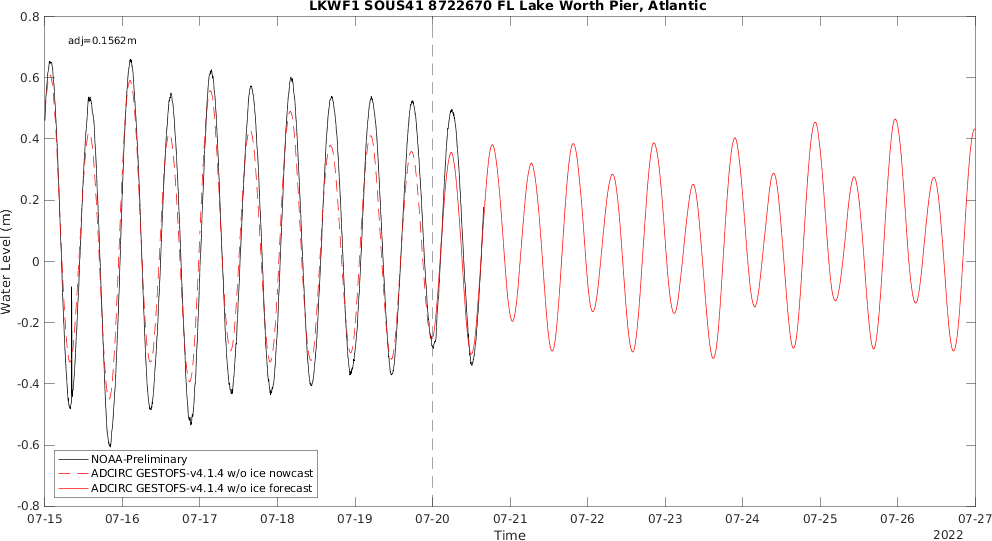 LKWF1 SOUS41 8722670 FL Lake Worth Pier, Atlantic
adj=0.1562m
0.8
0.6
0.4
0.2
0
-0.2
-0.4
-0.6
-0.8
Water Level (m)
NOAA-Preliminary
ADCIRC GESTOFS-v4.1.4 w/o ice nowcast
ADCIRC GESTOFS-v4.1.4 w/o ice forecast
07-15 07-16 07-17 07-18 07-19 07-20 07-21 07-22 07-23 07-24 07-25 07-26 07-27
Time
2022